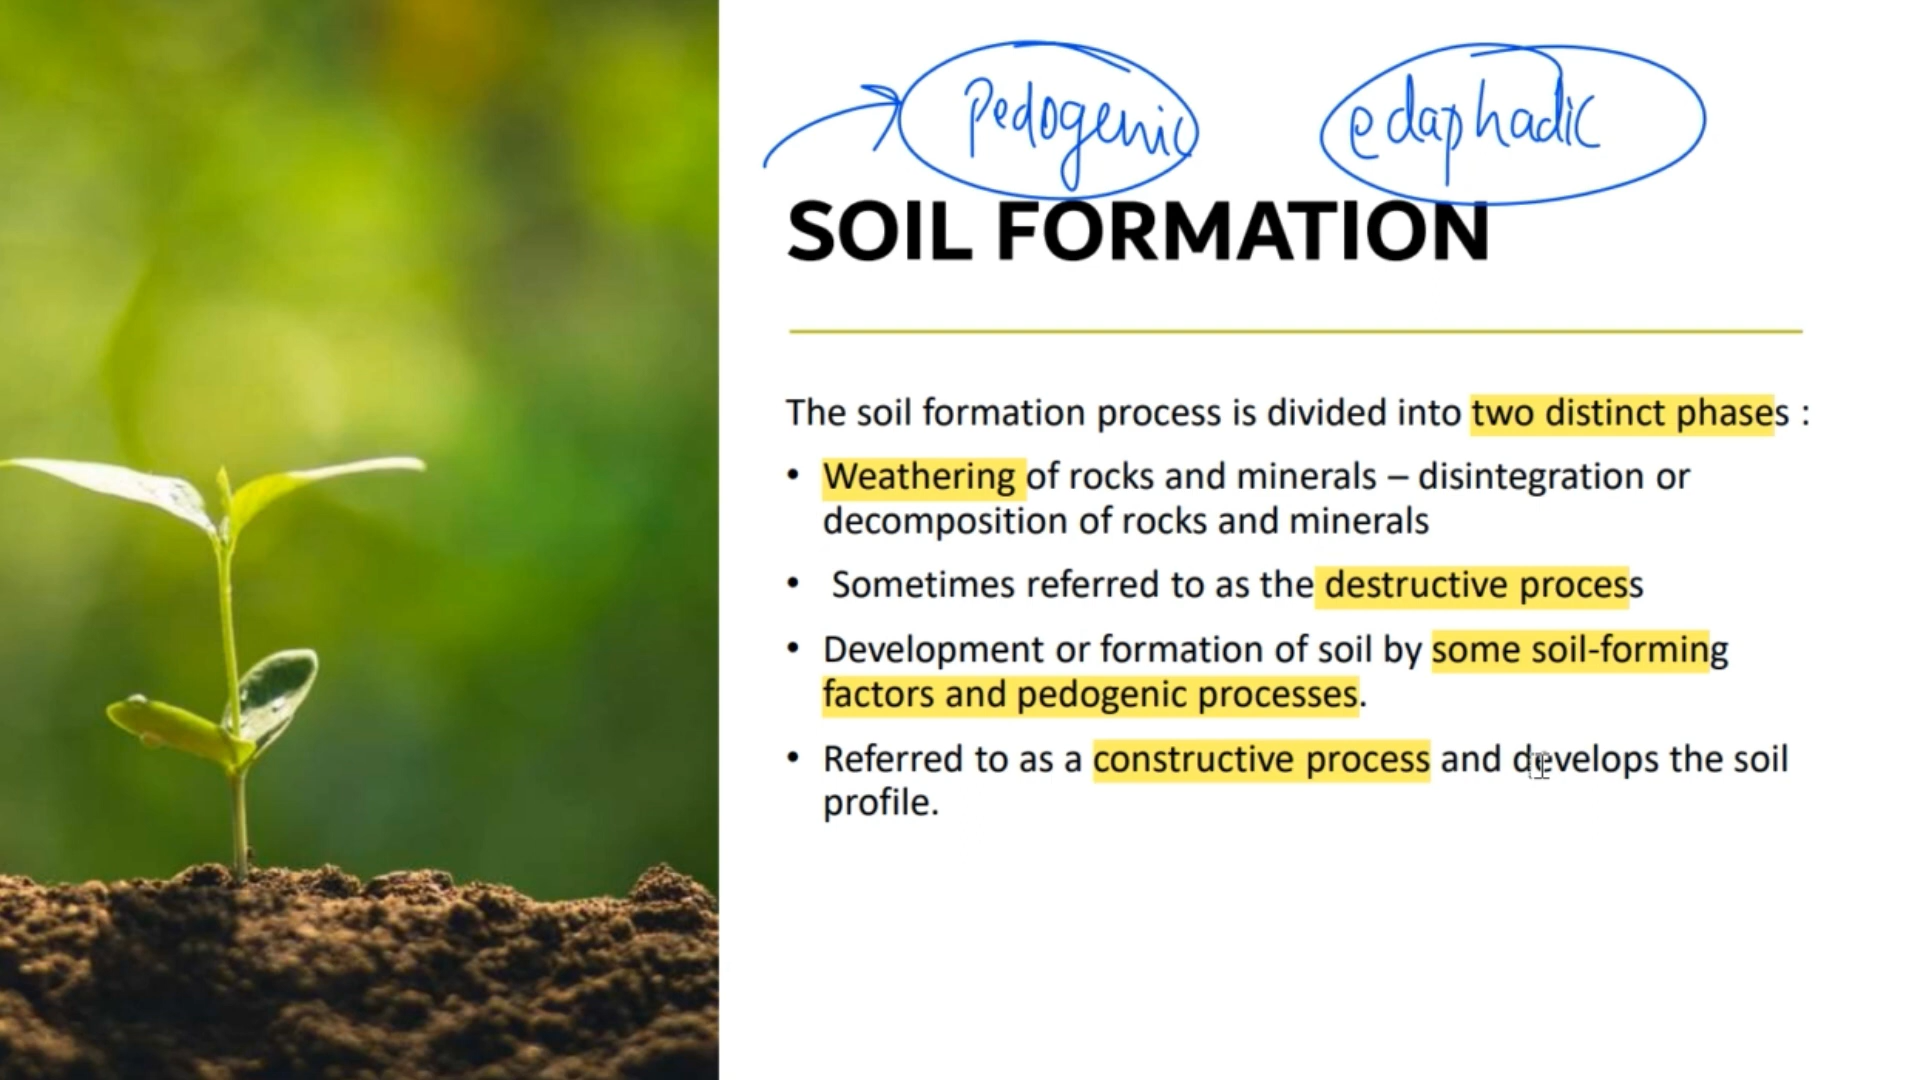 Pedogenic edaphadic
SOIL FORMATION
The soil formation process is divided into two distinct phases :
• Weathering of rocks and minerals – disintegration or
decomposition of rocks and minerals
• Sometimes referred to as the destructive process
• Development or formation of soil by some soil-forming
factors and pedogenic processes.
• Referred to as a constructive process and develops the soil
profile.